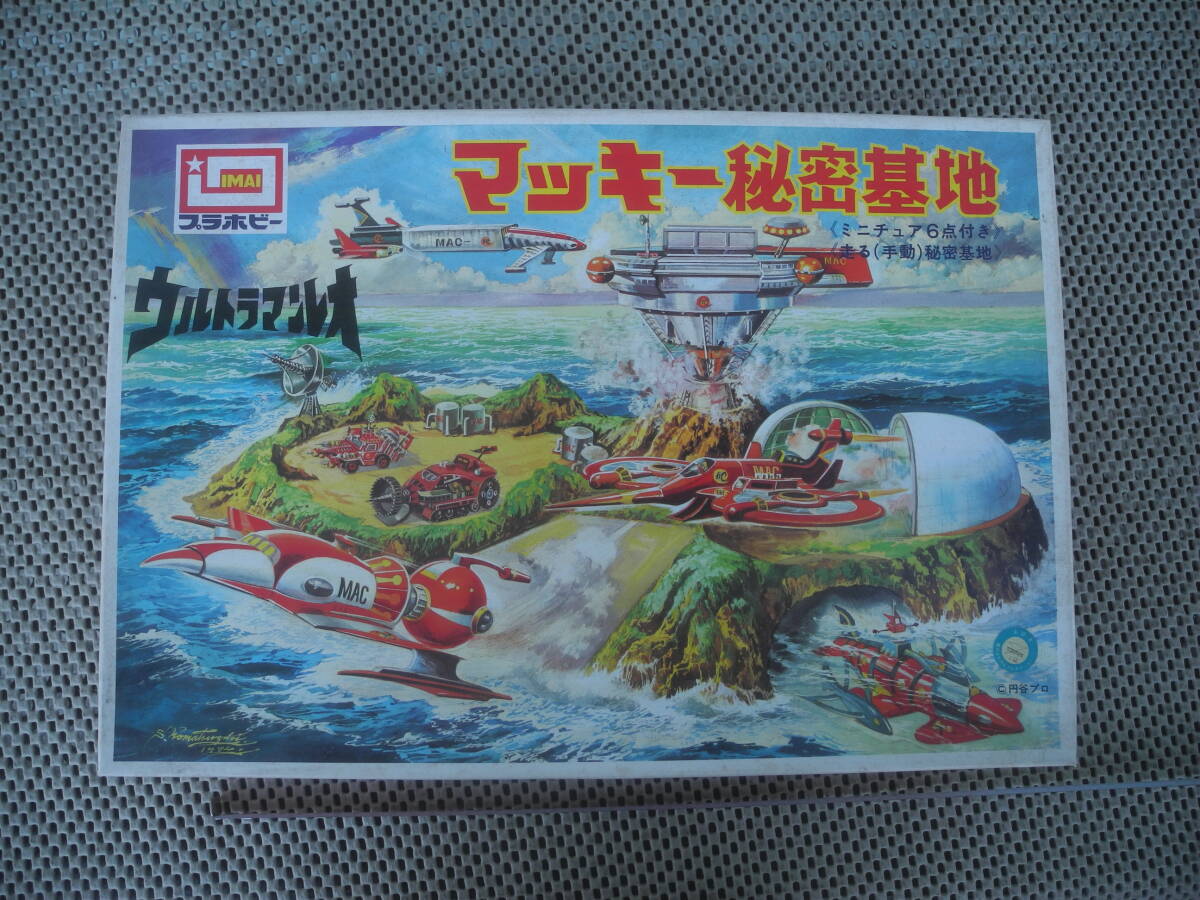 IMAI
プラホビー
マッキー秘密基地
《ミニチュア6点付き》
《走る(手動)秘密基地》
ウルトラマンレオ
MAC-
MAC
MAC
MAC
©円谷プロ